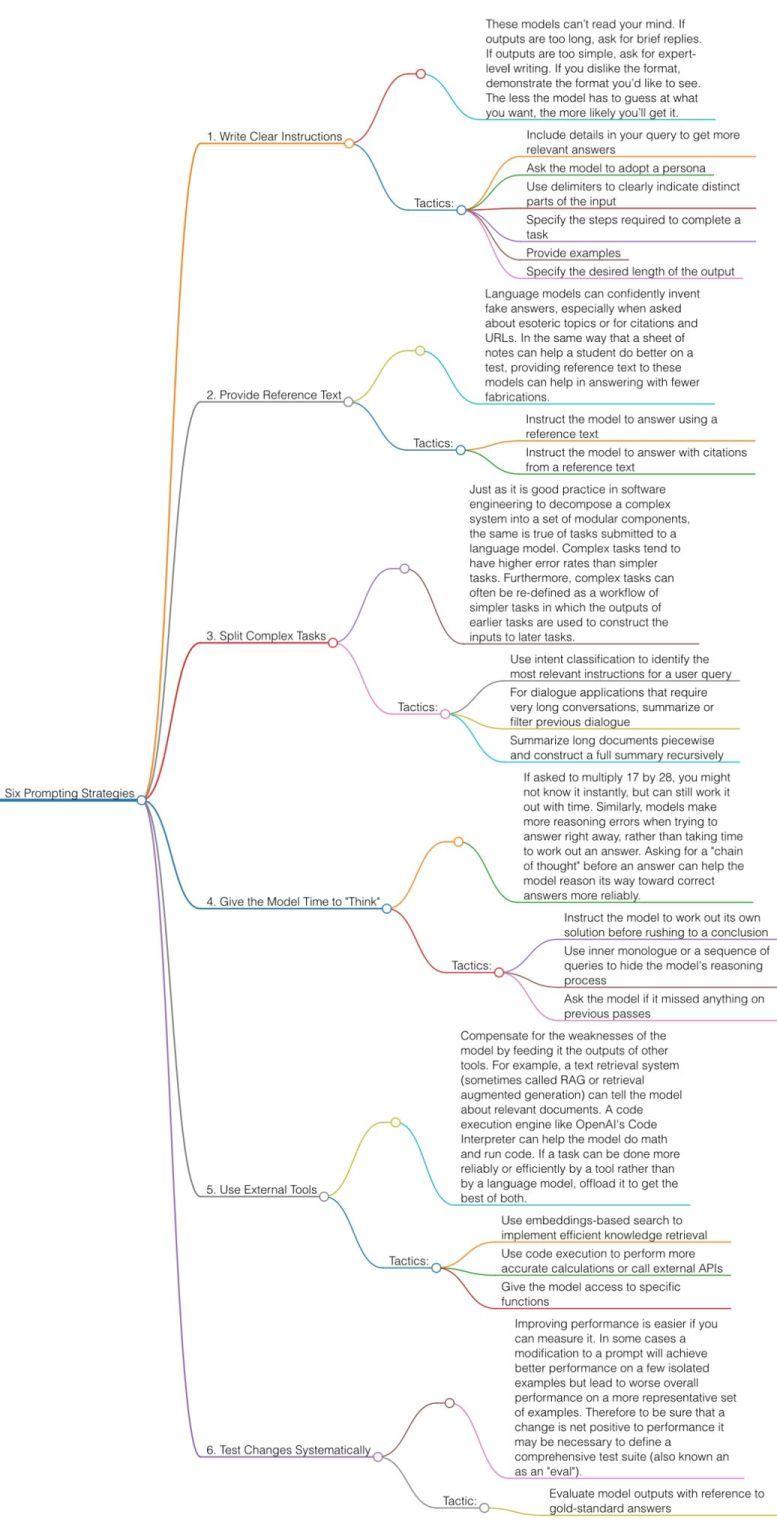 These models can't read your mind. If
outputs are too long, ask for brief replies.
If outputs are too simple, ask for expert-
level writing. If you dislike the format,
demonstrate the format you'd like to see.
The less the model has to guess at what
you want, the more likely you'll get it.
1. Write Clear Instructions
Include details in your query to get more
relevant answers
Ask the model to adopt a persona
Use delimiters to clearly indicate distinct
parts of the input
Tactics:
Specify the steps required to complete a
task
Provide examples
Specify the desired length of the output
Language models can confidently invent
fake answers, especially when asked
about esoteric topics or for citations and
URLs. In the same way that a sheet of
notes can help a student do better on a
test, providing reference text to these
models can help in answering with fewer
fabrications.
2. Provide Reference Text
Instruct the model to answer using a
reference text
Tactics:
Instruct the model to answer with citations
from a reference text
Just as it is good practice in software
engineering to decompose a complex
system into a set of modular components,
the same is true of tasks submitted to a
language model. Complex tasks tend to
have higher error rates than simpler
tasks. Furthermore, complex tasks can
often be re-defined as a workflow of
simpler tasks in which the outputs of
earlier tasks are used to construct the
inputs to later tasks.
3. Split Complex Tasks
Use intent classification to identify the
most relevant instructions for a user query
Tactics:
For dialogue applications that require
very long conversations, summarize or
filter previous dialogue
Summarize long documents piecewise
and construct a full summary recursively
Six Prompting Strategies
If asked to multiply 17 by 28, you might
not know it instantly, but can still work it
out with time. Similarly, models make
more reasoning errors when trying to
answer right away, rather than taking time
to work out an answer. Asking for a "chain
of thought" before an answer can help the
model reason its way toward correct
answers more reliably.
4. Give the Model Time to "Think"
Instruct the model to work out its own
solution before rushing to a conclusion
Tactics:
Use inner monologue or a sequence of
queries to hide the model's reasoning
process
Ask the model if it missed anything on
previous passes
Compensate for the weaknesses of the
model by feeding it the outputs of other
tools. For example, a text retrieval system
(sometimes called RAG or retrieval
augmented generation) can tell the model
about relevant documents. A code
execution engine like OpenAI's Code
Interpreter can help the model do math
and run code. If a task can be done more
reliably or efficiently by a tool rather than
by a language model, offload it to get the
best of both.
5. Use External Tools
Use embeddings-based search to
implement efficient knowledge retrieval
Tactics:
Use code execution to perform more
accurate calculations or call external APIs
Give the model access to specific
functions
Improving performance is easier if you
can measure it. In some cases a
modification to a prompt will achieve
better performance on a few isolated
examples but lead to worse overall
performance on a more representative set
of examples. Therefore to be sure that a
change is net positive to performance it
may be necessary to define a
comprehensive test suite (also known an
as an "eval").
6. Test Changes Systematically
Tactic:
Evaluate model outputs with reference to
gold-standard answers